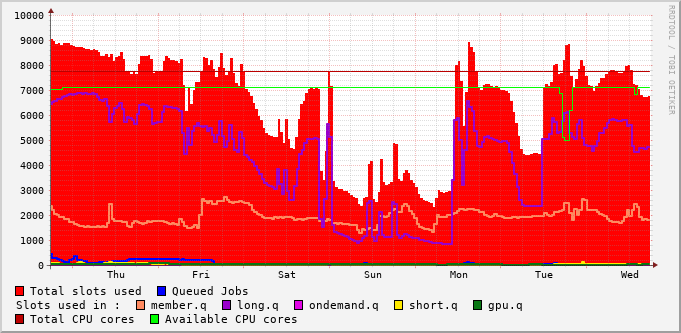 10000
9000
8000
7000
6000
5000
4000
3000
2000
1000
0
Thu Fri Sat Sun Mon Tue Wed
RRDTOOL / TOBI OETIKER
Total slots used Queued Jobs
Slots used in : member.q long.q ondemand.q short.q gpu.q
Total CPU cores Available CPU cores